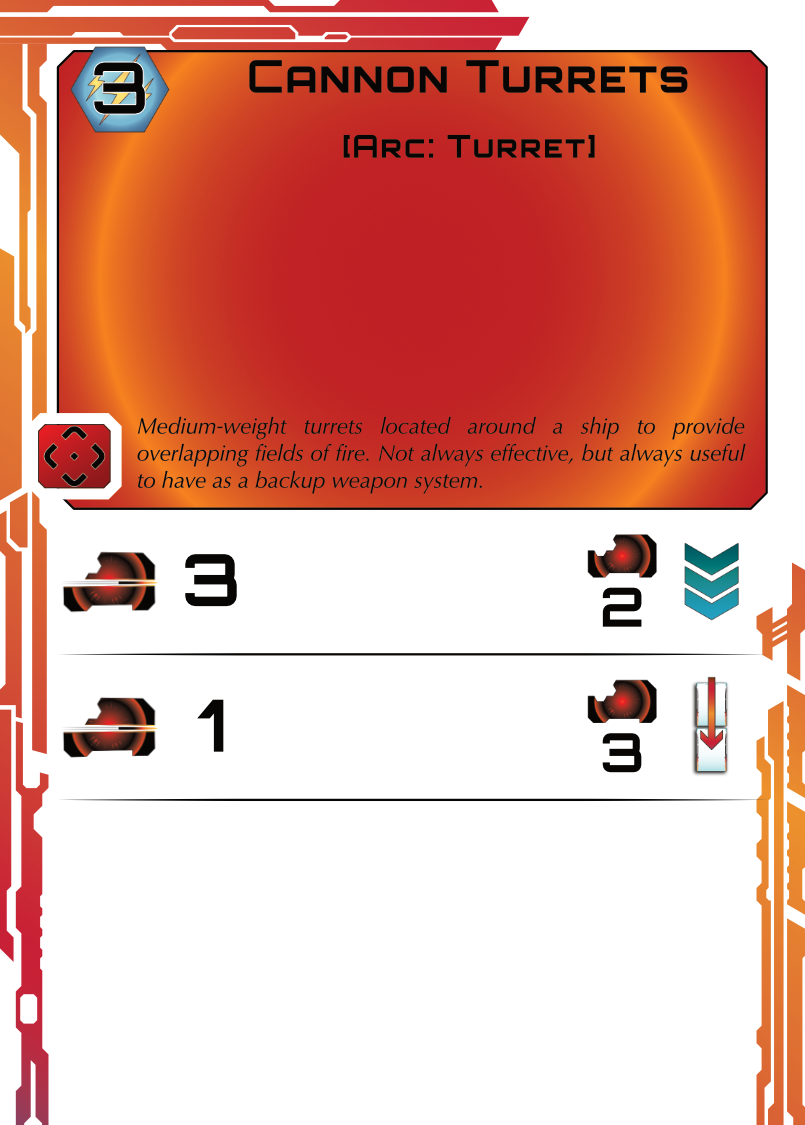 3
Cannon Turrets
[Arc: Turret]
Medium-weight turrets located around a ship to provide
overlapping fields of fire. Not always effective, but always useful
to have as a backup weapon system.
3
2
1
3